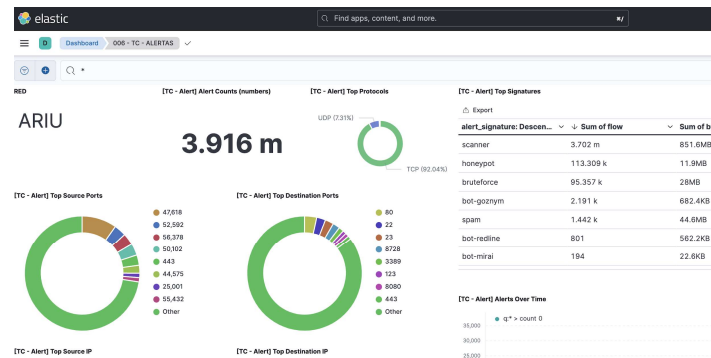 elastic
Find apps, content, and more.
⌘/
D
Dashboard
006 - TC - ALERTAS
*
RED
ARIU
[TC - Alert] Alert Counts (numbers)
3.916 m
[TC - Alert] Top Protocols
UDP (7.31%)
TCP (92.04%)
[TC - Alert] Top Signatures
Export
alert_signature: Descen... ↓ Sum of flow Sum of b
scanner 3.702 m 851.6MB
honeypot 113.309 k 11.9MB
bruteforce 95.357 k 28MB
bot-goznym 2.191 k 682.4KB
spam 1.442 k 44.6MB
bot-redline 801 562.2KB
bot-mirai 194 22.6KB
[TC - Alert] Top Source Ports
47,618
52,592
56,378
50,102
443
44,575
25,001
55,432
Other
[TC - Alert] Top Destination Ports
80
22
23
8728
3389
123
8080
443
Other
[TC - Alert] Alerts Over Time
q:* > count 0
35,000
30,000
25,000
[TC - Alert] Top Source IP
[TC - Alert] Top Destination IP